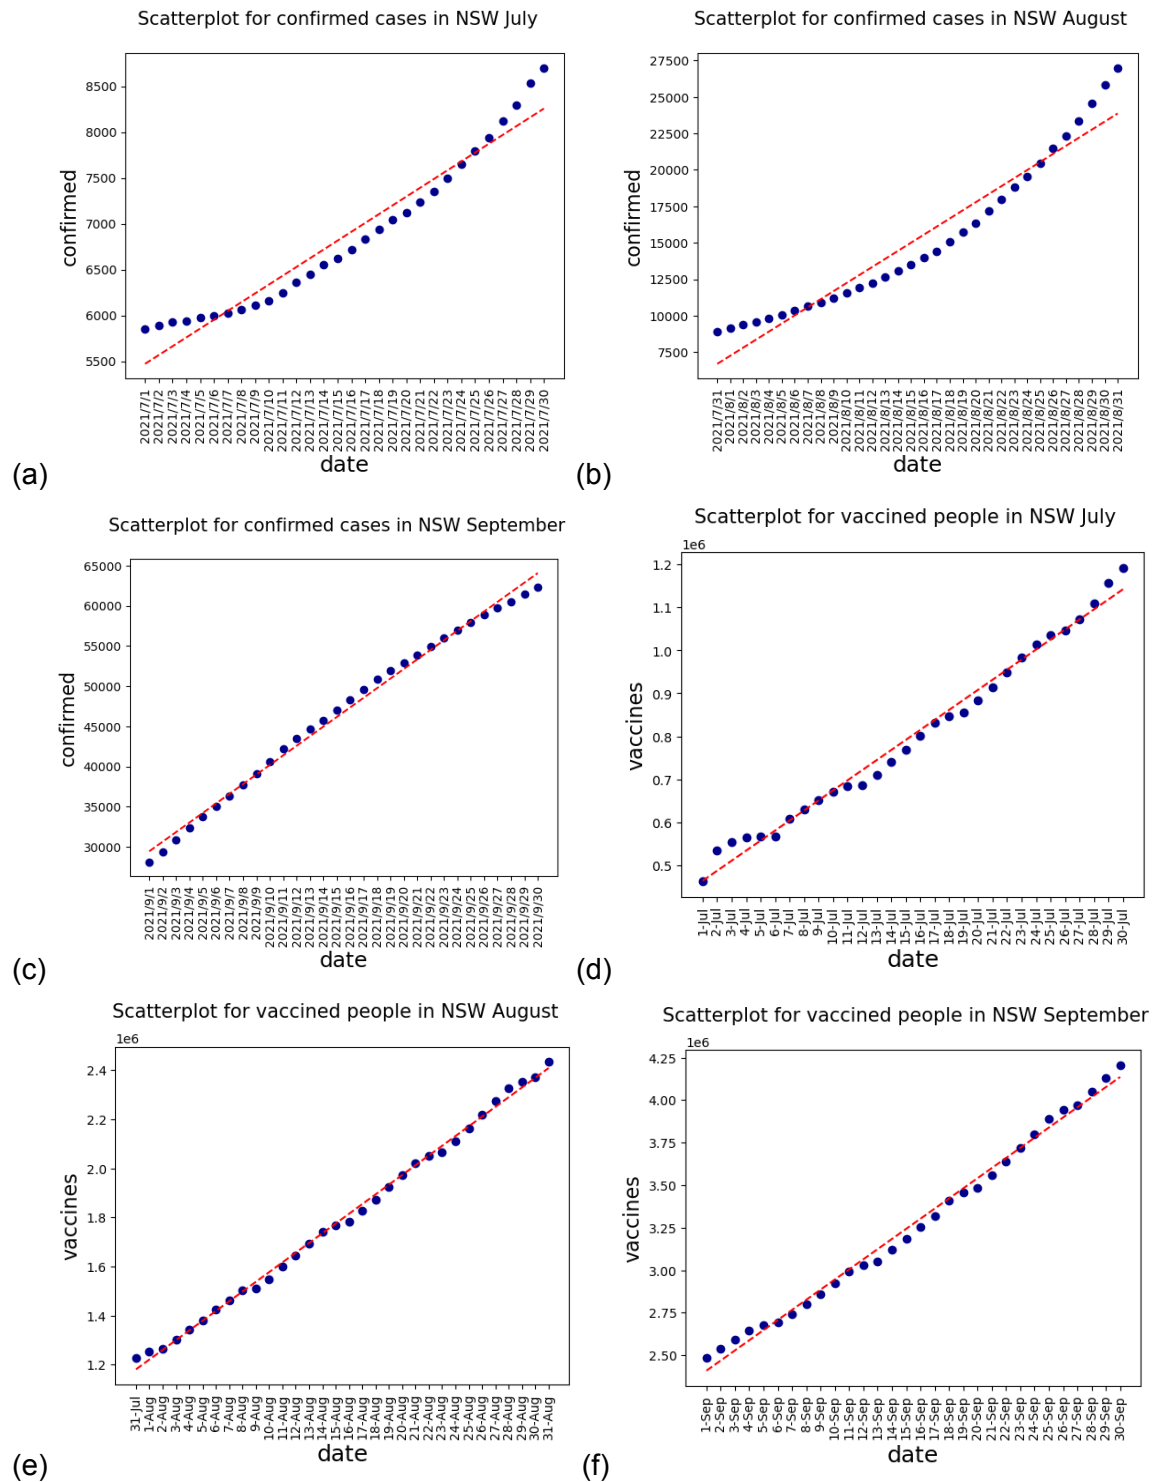 Scatterplot for confirmed cases in NSW July
confirmed
8500
8000
7500
7000
6500
6000
5500
2021/7/1
2021/7/2
2021/7/3
2021/7/4
2021/7/5
2021/7/6
2021/7/7
2021/7/8
2021/7/9
2021/7/10
2021/7/11
2021/7/12
2021/7/13
2021/7/14
2021/7/15
2021/7/16
2021/7/17
2021/7/18
2021/7/19
2021/7/20
2021/7/21
2021/7/22
2021/7/23
2021/7/24
2021/7/25
2021/7/26
2021/7/27
2021/7/28
2021/7/29
2021/7/30
date
(a)
Scatterplot for confirmed cases in NSW August
confirmed
27500
25000
22500
20000
17500
15000
12500
10000
7500
2021/7/31
2021/8/1
2021/8/2
2021/8/3
2021/8/4
2021/8/5
2021/8/6
2021/8/7
2021/8/8
2021/8/9
2021/8/10
2021/8/11
2021/8/12
2021/8/13
2021/8/14
2021/8/15
2021/8/16
2021/8/17
2021/8/18
2021/8/19
2021/8/20
2021/8/21
2021/8/22
2021/8/23
2021/8/24
2021/8/25
2021/8/26
2021/8/27
2021/8/28
2021/8/29
2021/8/30
2021/8/31
date
(b)
Scatterplot for confirmed cases in NSW September
confirmed
65000
60000
55000
50000
45000
40000
35000
30000
2021/9/1
2021/9/2
2021/9/3
2021/9/4
2021/9/5
2021/9/6
2021/9/7
2021/9/8
2021/9/9
2021/9/10
2021/9/11
2021/9/12
2021/9/13
2021/9/14
2021/9/15
2021/9/16
2021/9/17
2021/9/18
2021/9/19
2021/9/20
2021/9/21
2021/9/22
2021/9/23
2021/9/24
2021/9/25
2021/9/26
2021/9/27
2021/9/28
2021/9/29
2021/9/30
date
(c)
Scatterplot for vaccined people in NSW July
1e6
vaccines
1.2
1.1
1.0
0.9
0.8
0.7
0.6
0.5
1-Jul
2-Jul
3-Jul
4-Jul
5-Jul
6-Jul
7-Jul
8-Jul
9-Jul
10-Jul
11-Jul
12-Jul
13-Jul
14-Jul
15-Jul
16-Jul
17-Jul
18-Jul
19-Jul
20-Jul
21-Jul
22-Jul
23-Jul
24-Jul
25-Jul
26-Jul
27-Jul
28-Jul
29-Jul
30-Jul
date
(d)
Scatterplot for vaccined people in NSW August
1e6
vaccines
2.4
2.2
2.0
1.8
1.6
1.4
1.2
31-Jul
1-Aug
2-Aug
3-Aug
4-Aug
5-Aug
6-Aug
7-Aug
8-Aug
9-Aug
10-Aug
11-Aug
12-Aug
13-Aug
14-Aug
15-Aug
16-Aug
17-Aug
18-Aug
19-Aug
20-Aug
21-Aug
22-Aug
23-Aug
24-Aug
25-Aug
26-Aug
27-Aug
28-Aug
29-Aug
30-Aug
31-Aug
date
(e)
Scatterplot for vaccined people in NSW September
1e6
vaccines
4.25
4.00
3.75
3.50
3.25
3.00
2.75
2.50
1-Sep
2-Sep
3-Sep
4-Sep
5-Sep
6-Sep
7-Sep
8-Sep
9-Sep
10-Sep
11-Sep
12-Sep
13-Sep
14-Sep
15-Sep
16-Sep
17-Sep
18-Sep
19-Sep
20-Sep
21-Sep
22-Sep
23-Sep
24-Sep
25-Sep
26-Sep
27-Sep
28-Sep
29-Sep
30-Sep
date
(f)